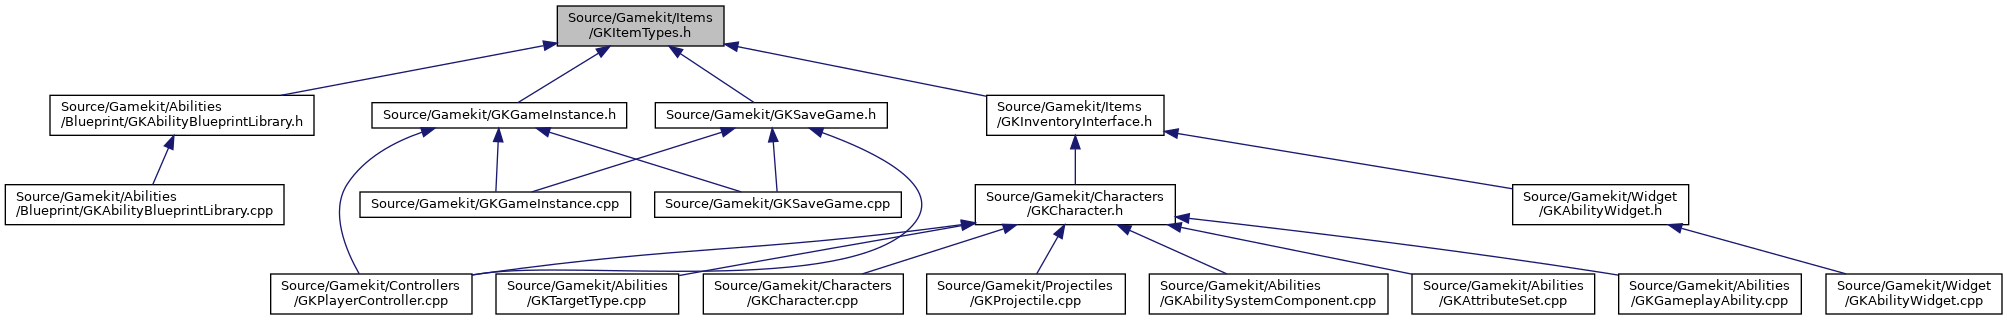 Source/Gamekit/Items
/GKItemTypes.h
Source/Gamekit/Abilities
/Blueprint/GKAbilityBlueprintLibrary.h
Source/Gamekit/GKGameInstance.h
Source/Gamekit/GKSaveGame.h
Source/Gamekit/Items
/GKInventoryInterface.h
Source/Gamekit/Abilities
/Blueprint/GKAbilityBlueprintLibrary.cpp
Source/Gamekit/GKGameInstance.cpp
Source/Gamekit/GKSaveGame.cpp
Source/Gamekit/Characters
/GKCharacter.h
Source/Gamekit/Widget
/GKAbilityWidget.h
Source/Gamekit/Controllers
/GKPlayerController.cpp
Source/Gamekit/Abilities
/GKTargetType.cpp
Source/Gamekit/Characters
/GKCharacter.cpp
Source/Gamekit/Projectiles
/GKProjectile.cpp
Source/Gamekit/Abilities
/GKAbilitySystemComponent.cpp
Source/Gamekit/Abilities
/GKAttributeSet.cpp
Source/Gamekit/Abilities
/GKGameplayAbility.cpp
Source/Gamekit/Widget
/GKAbilityWidget.cpp